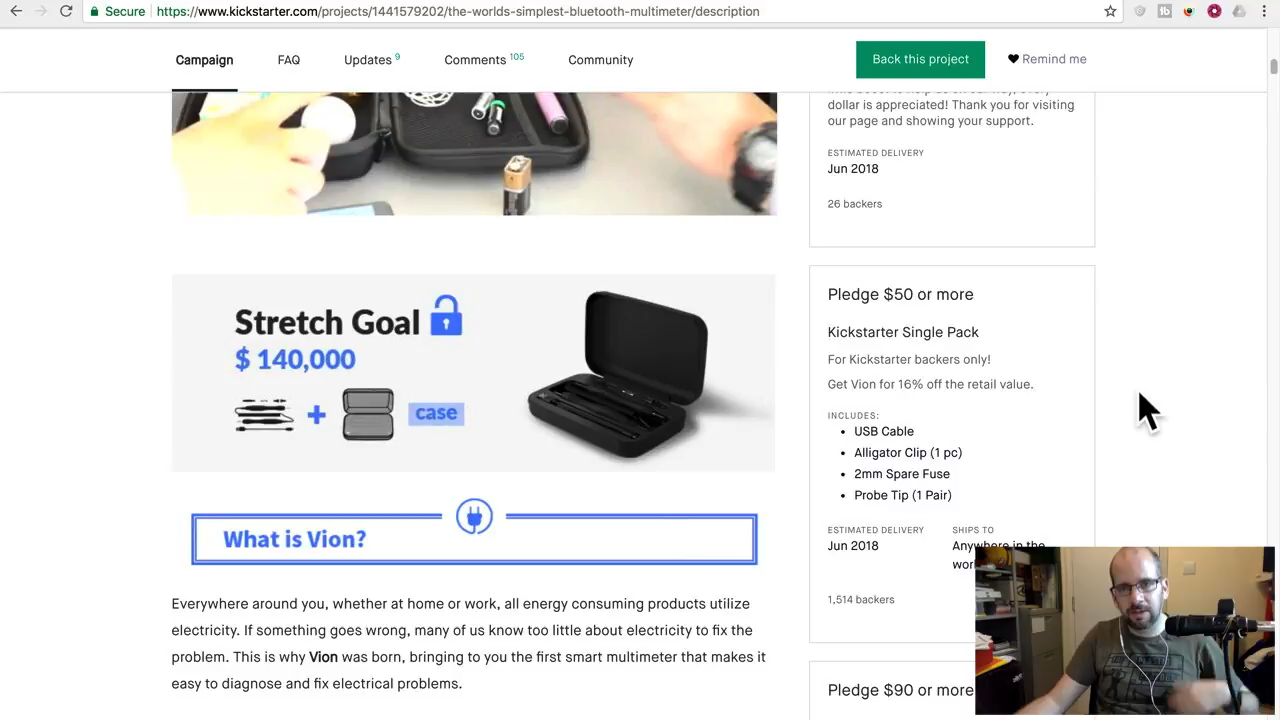 Secure
https://www.kickstarter.com/projects/1441579202/the-worlds-simplest-bluetooth-multimeter/description
Campaign
FAQ
Updates 9
Comments 105
Community
Back this project
Remind me
dollar is appreciated! Thank you for visiting
our page and showing your support.
ESTIMATED DELIVERY
Jun 2018
26 backers
Stretch Goal
$ 140,000
+
case
What is Vion?
Everywhere around you, whether at home or work, all energy consuming products utilize
electricity. If something goes wrong, many of us know too little about electricity to fix the
problem. This is why Vion was born, bringing to you the first smart multimeter that makes it
easy to diagnose and fix electrical problems.
Pledge $50 or more
Kickstarter Single Pack
For Kickstarter backers only!
Get Vion for 16% off the retail value.
INCLUDES:
• USB Cable
• Alligator Clip (1 pc)
• 2mm Spare Fuse
• Probe Tip (1 Pair)
ESTIMATED DELIVERY
Jun 2018
SHIPS TO
Anywhere in the
1,514 backers
Pledge $90 or more